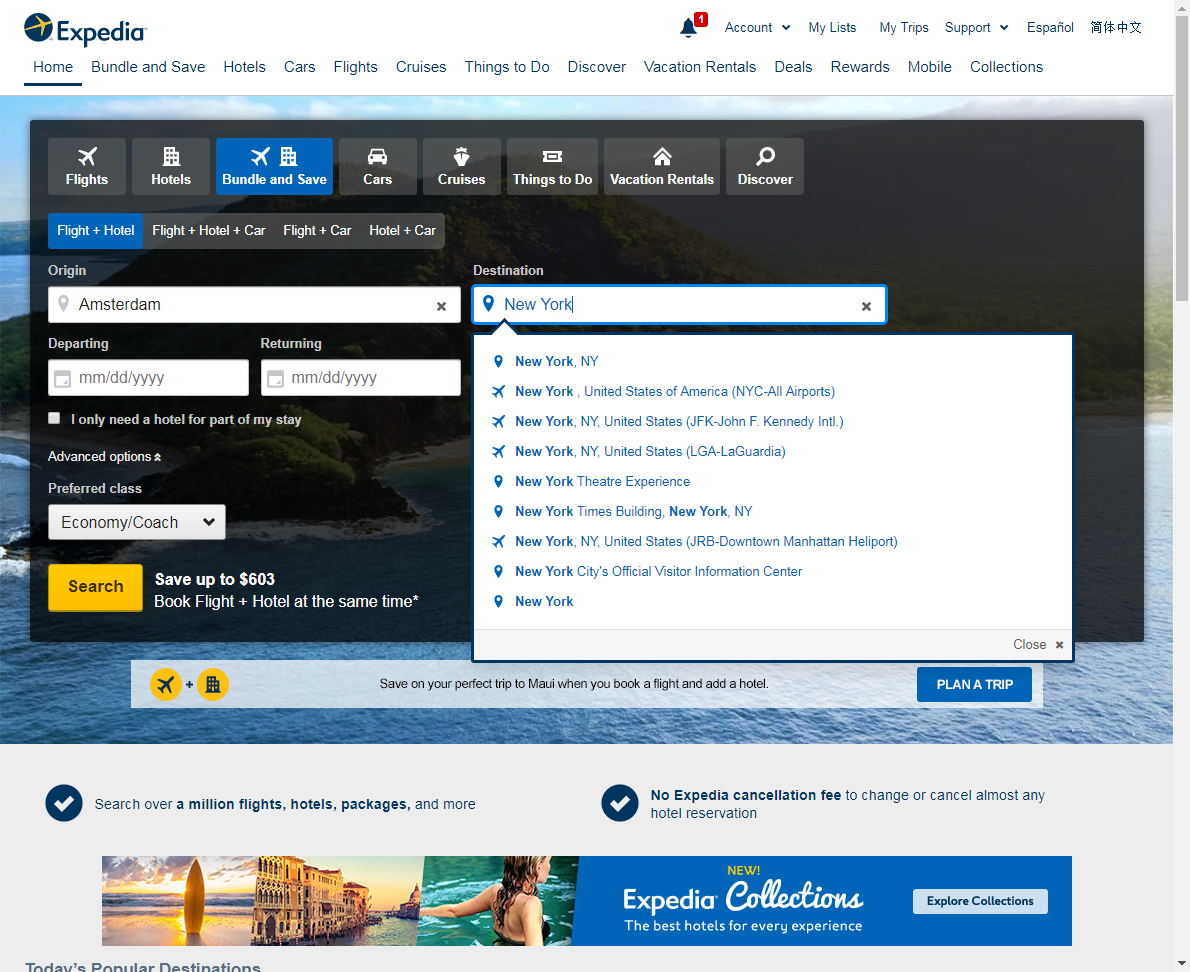 Expedia
1
Account
My Lists
My Trips
Support
Español
简体中文
Home
Bundle and Save
Hotels
Cars
Flights
Cruises
Things to Do
Discover
Vacation Rentals
Deals
Rewards
Mobile
Collections
Flights
Hotels
Bundle and Save
Cars
Cruises
Things to Do
Vacation Rentals
Discover
Flight + Hotel
Flight + Hotel + Car
Flight + Car
Hotel + Car
Origin
Destination
Amsterdam
New York
Departing
Returning
mm/dd/yyyy
mm/dd/yyyy
I only need a hotel for part of my stay
Advanced options
Preferred class
Economy/Coach
Search
Save up to $603
Book Flight + Hotel at the same time*
New York, NY
New York , United States of America (NYC-All Airports)
New York, NY, United States (JFK-John F. Kennedy Intl.)
New York, NY, United States (LGA-LaGuardia)
New York Theatre Experience
New York Times Building, New York, NY
New York, NY, United States (JRB-Downtown Manhattan Heliport)
New York City's Official Visitor Information Center
New York
Close
+
Save on your perfect trip to Maui when you book a flight and add a hotel.
PLAN A TRIP
Search over a million flights, hotels, packages, and more
No Expedia cancellation fee to change or cancel almost any
hotel reservation
NEW!
Expedia Collections
The best hotels for every experience
Explore Collections
Today's Popular Destinations